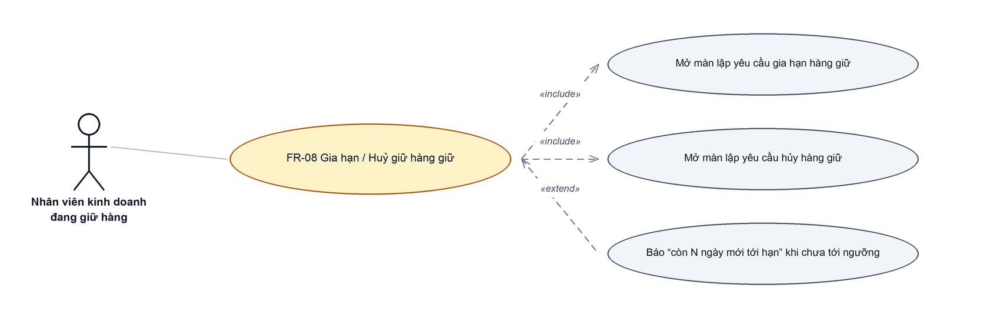 Mở màn lập yêu cầu gia hạn hàng giữ
«include»
Nhân viên kinh doanh
đang giữ hàng
FR-08 Gia hạn / Huỷ giữ hàng giữ
«include»
Mở màn lập yêu cầu hủy hàng giữ
«extend»
Báo “còn N ngày mới tới hạn” khi chưa tới ngưỡng